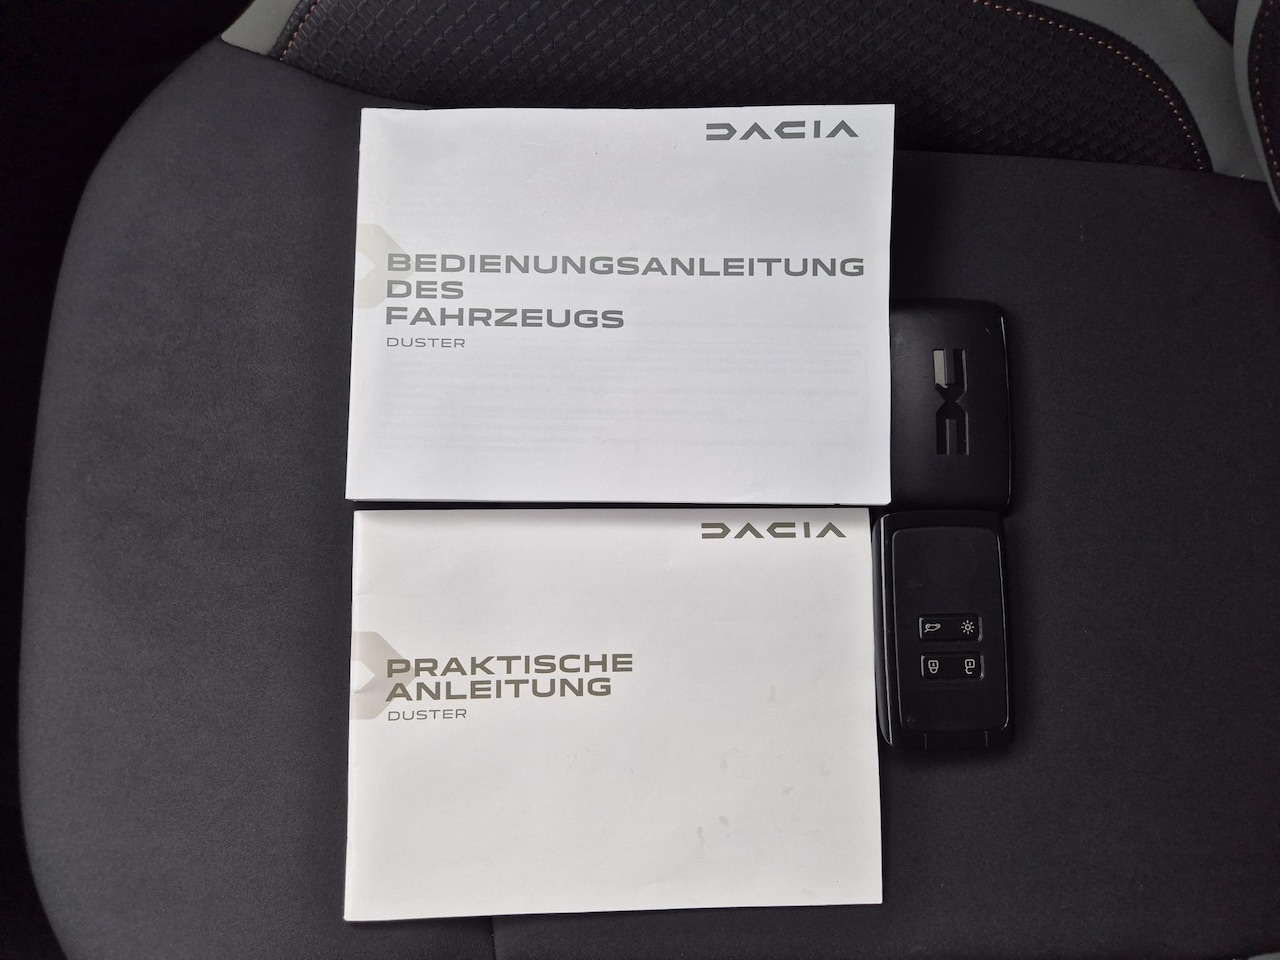 DACIA
BEDIENUNGSANLEITUNG
DES
FAHRZEUGS
DUSTER
DACIA
PRAKTISCHE
ANLEITUNG
DUSTER